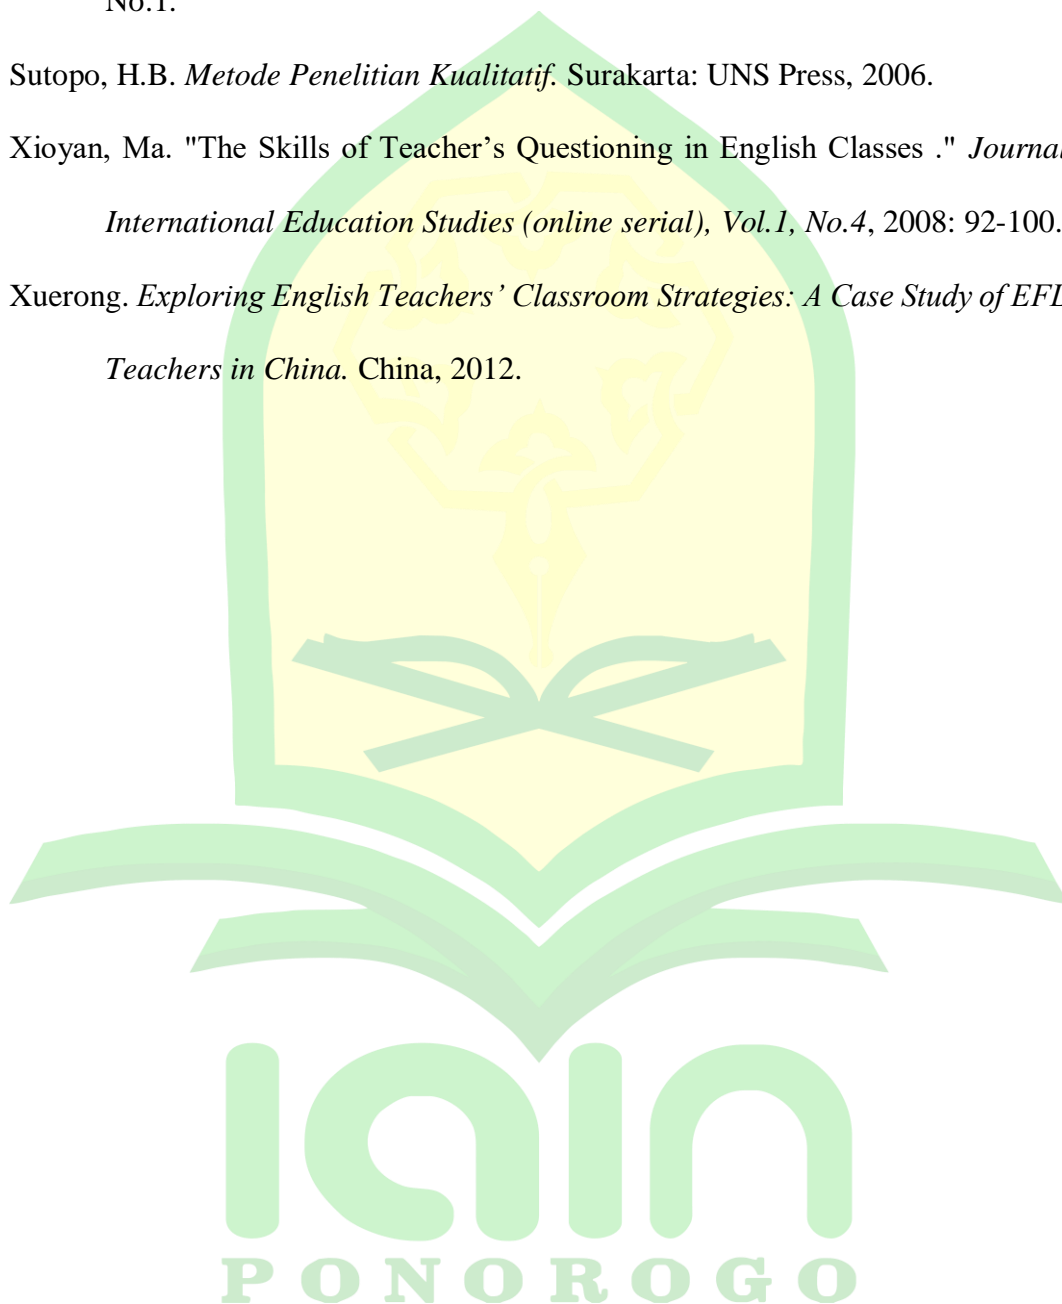 No.1.
Sutopo, H.B. Metode Penelitian Kualitatif. Surakarta: UNS Press, 2006.
Xioyan, Ma. "The Skills of Teacher’s Questioning in English Classes ." Journal
International Education Studies (online serial), Vol.1, No.4, 2008: 92-100.
Xuerong. Exploring English Teachers’ Classroom Strategies: A Case Study of EFL
Teachers in China. China, 2012.
iain
PONOROGO